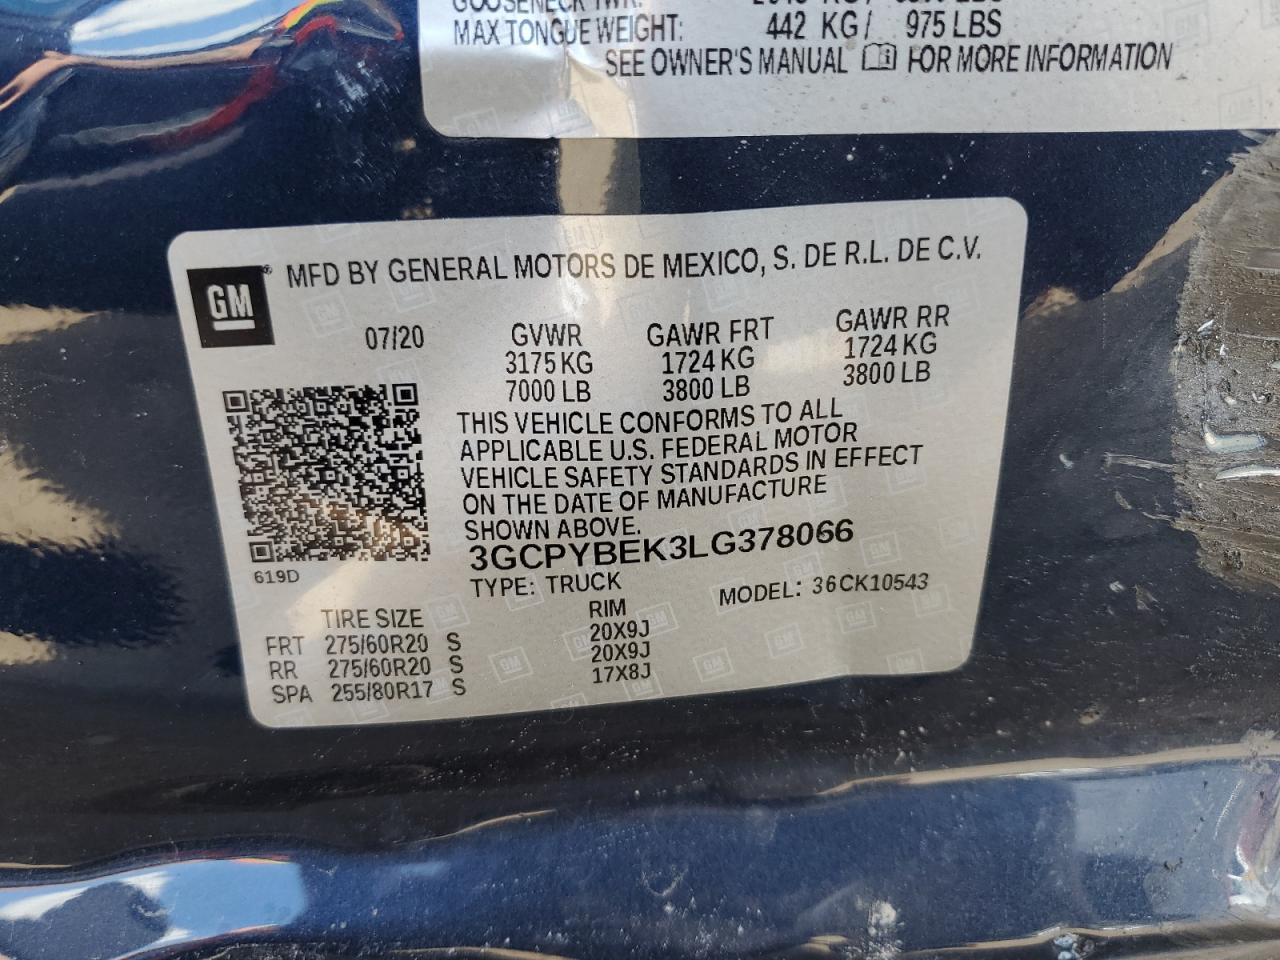 MAX TONGUE WEIGHT: 442 KG/ 975 LBS
SEE OWNER'S MANUAL FOR MORE INFORMATION
GM
MFD BY GENERAL MOTORS DE MEXICO, S. DE R.L. DE C.V.
07/20 GVWR GAWR FRT GAWR RR
3175 KG 1724 KG 1724 KG
7000 LB 3800 LB 3800 LB
THIS VEHICLE CONFORMS TO ALL
APPLICABLE U.S. FEDERAL MOTOR
VEHICLE SAFETY STANDARDS IN EFFECT
ON THE DATE OF MANUFACTURE
SHOWN ABOVE.
3GCPYBEK3LG378066
619D
TYPE: TRUCK MODEL: 36CK10543
TIRE SIZE RIM
FRT 275/60R20 S 20X9J
RR 275/60R20 S 20X9J
SPA 255/80R17 S 17X8J